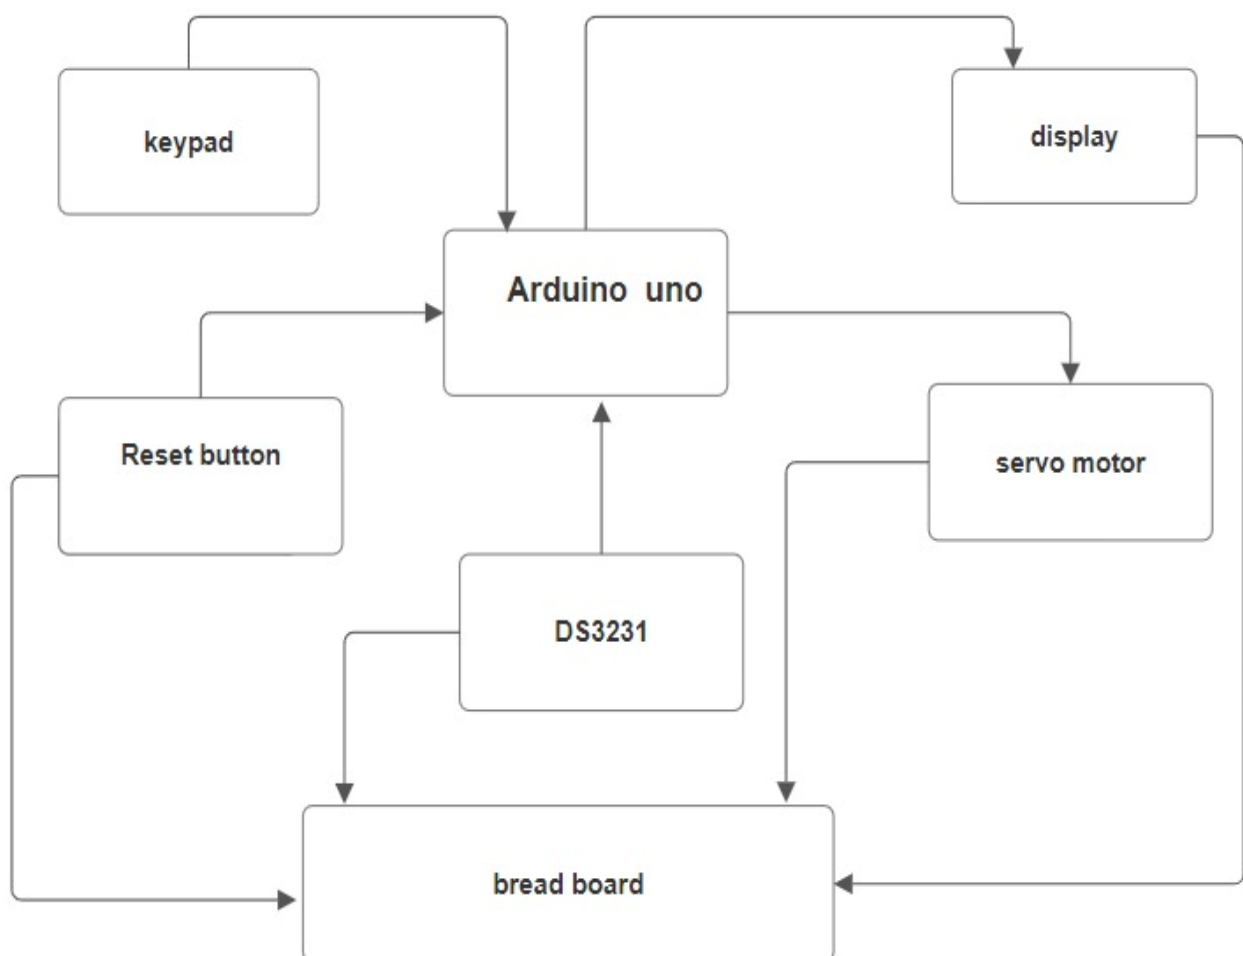 keypad
display
Arduino uno
Reset button
servo motor
DS3231
bread board